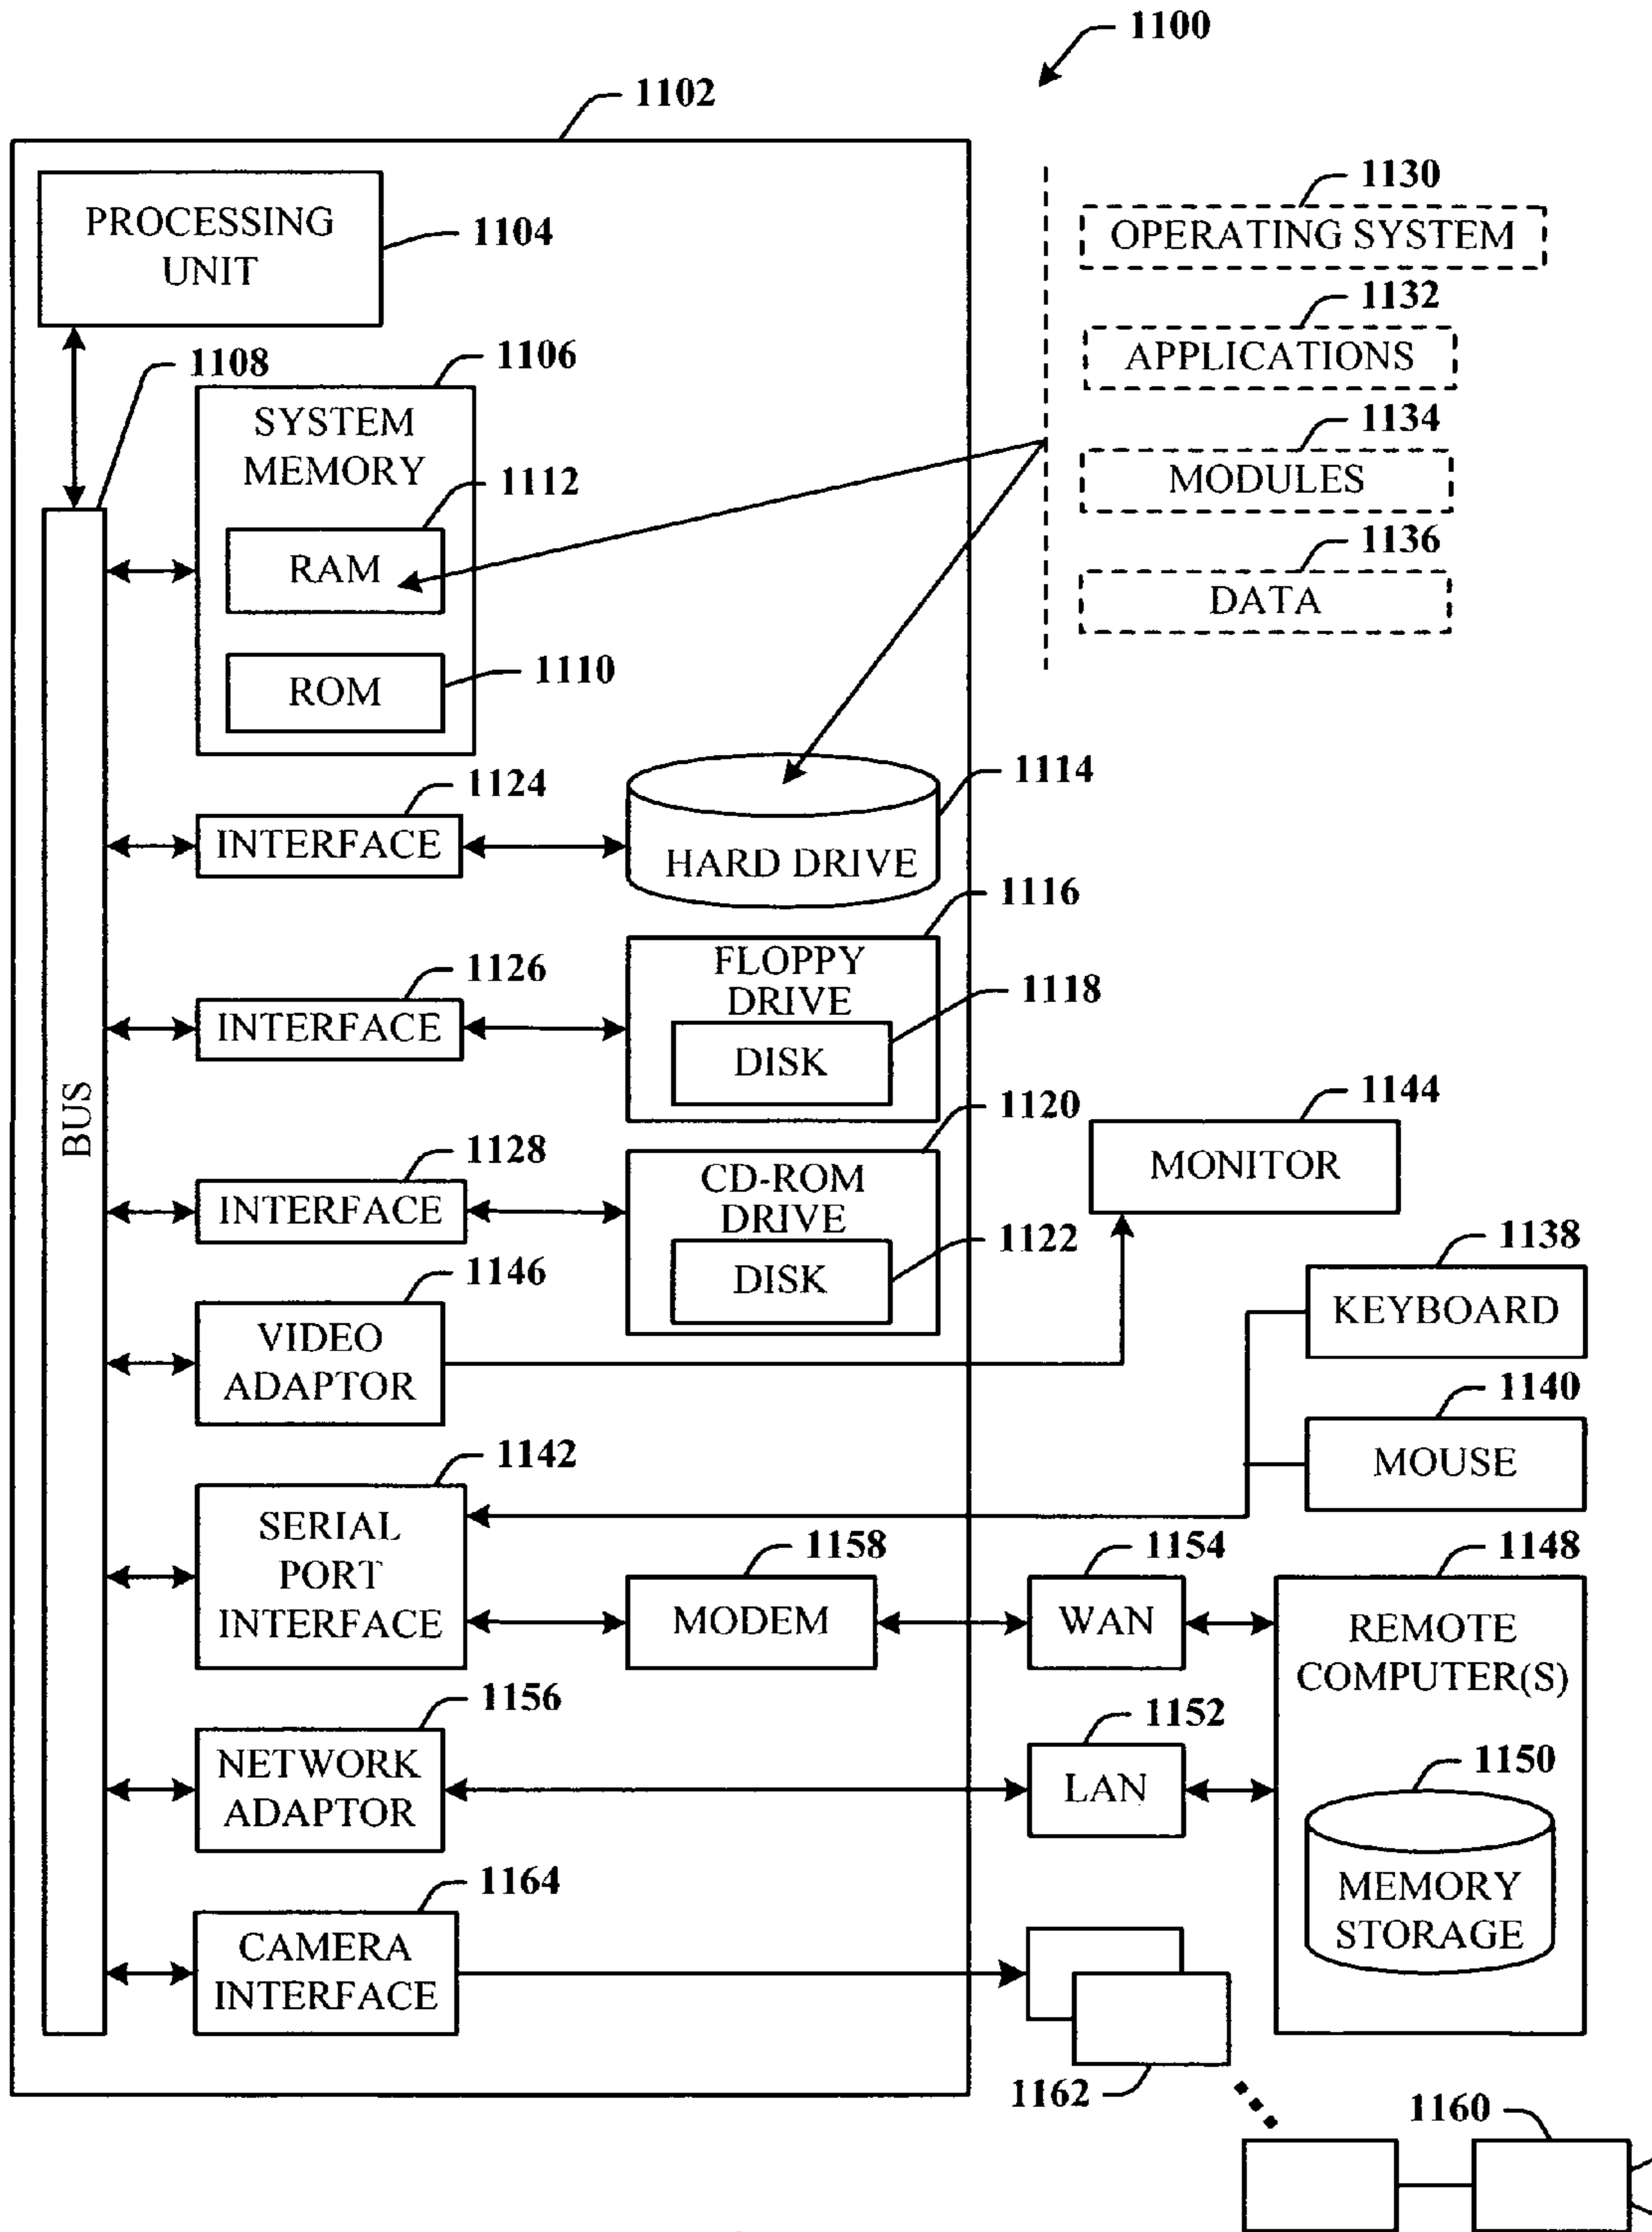 1100
1102
PROCESSING
UNIT
1104
1130
OPERATING SYSTEM
1132
APPLICATIONS
1134
MODULES
1136
DATA
1108
1106
SYSTEM
MEMORY
1112
RAM
1110
ROM
BUS
1124
INTERFACE
1114
HARD DRIVE
1116
FLOPPY
DRIVE
1126
INTERFACE
1118
DISK
1120
CD-ROM
DRIVE
1128
INTERFACE
1122
DISK
1144
MONITOR
1146
VIDEO
ADAPTOR
1138
KEYBOARD
1140
MOUSE
1142
SERIAL
PORT
INTERFACE
1158
MODEM
1154
WAN
1148
REMOTE
COMPUTER(S)
1156
NETWORK
ADAPTOR
1152
LAN
1150
MEMORY
STORAGE
1164
CAMERA
INTERFACE
1162
1160